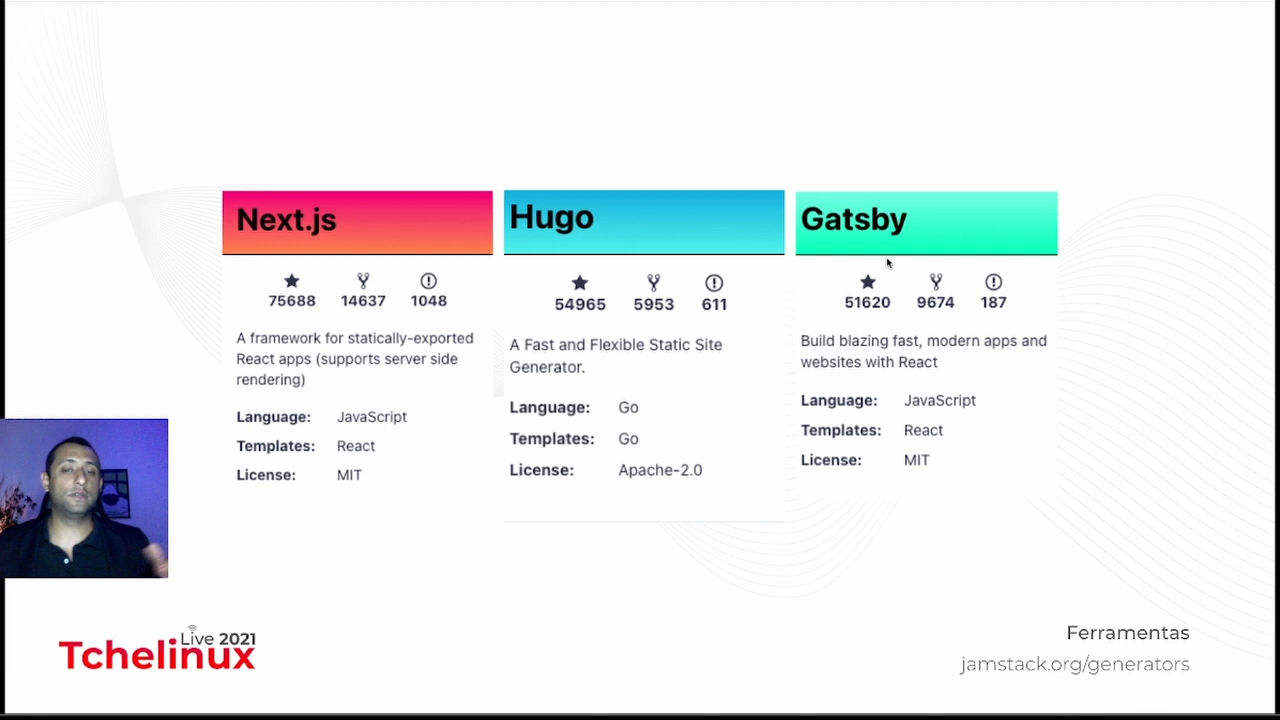 Next.js
75688 14637 1048
A framework for statically-exported
React apps (supports server side
rendering)
Language: JavaScript
Templates: React
License: MIT
Hugo
54965 5953 611
A Fast and Flexible Static Site
Generator.
Language: Go
Templates: Go
License: Apache-2.0
Gatsby
51620 9674 187
Build blazing fast, modern apps and
websites with React
Language: JavaScript
Templates: React
License: MIT
Live 2021
Tchelinux
Ferramentas
jamstack.org/generators